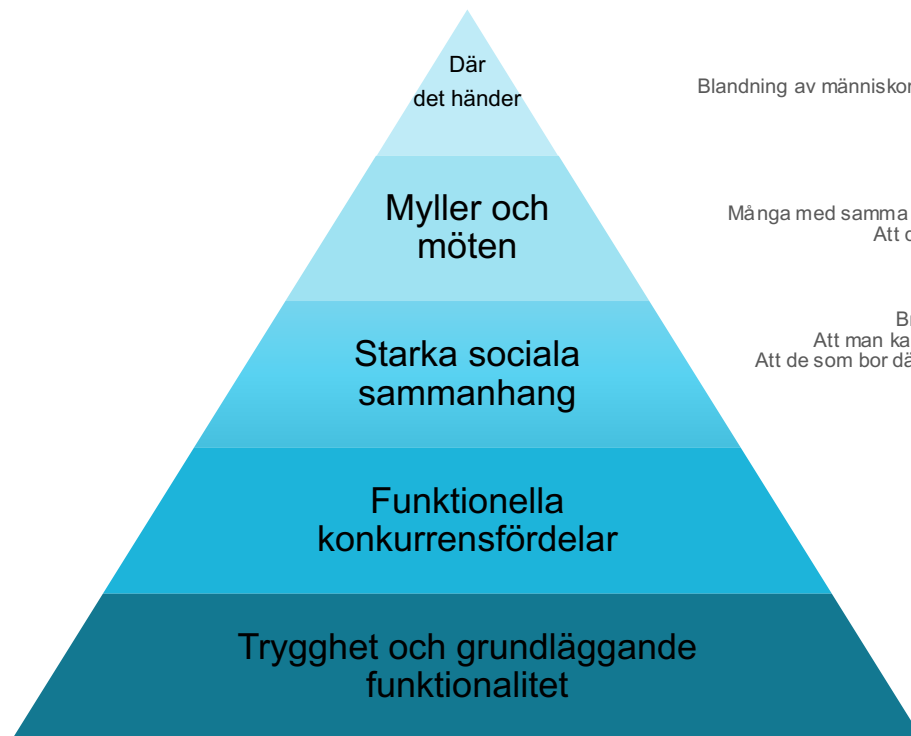 Där
det händer
Blandning av människor
Myller och
möten
Många med samma
Att
Starka sociala
sammanhang
Att man
Att de som bor
Funktionella
konkurrensfördelar
Trygghet och grundläggande
funktionalitet